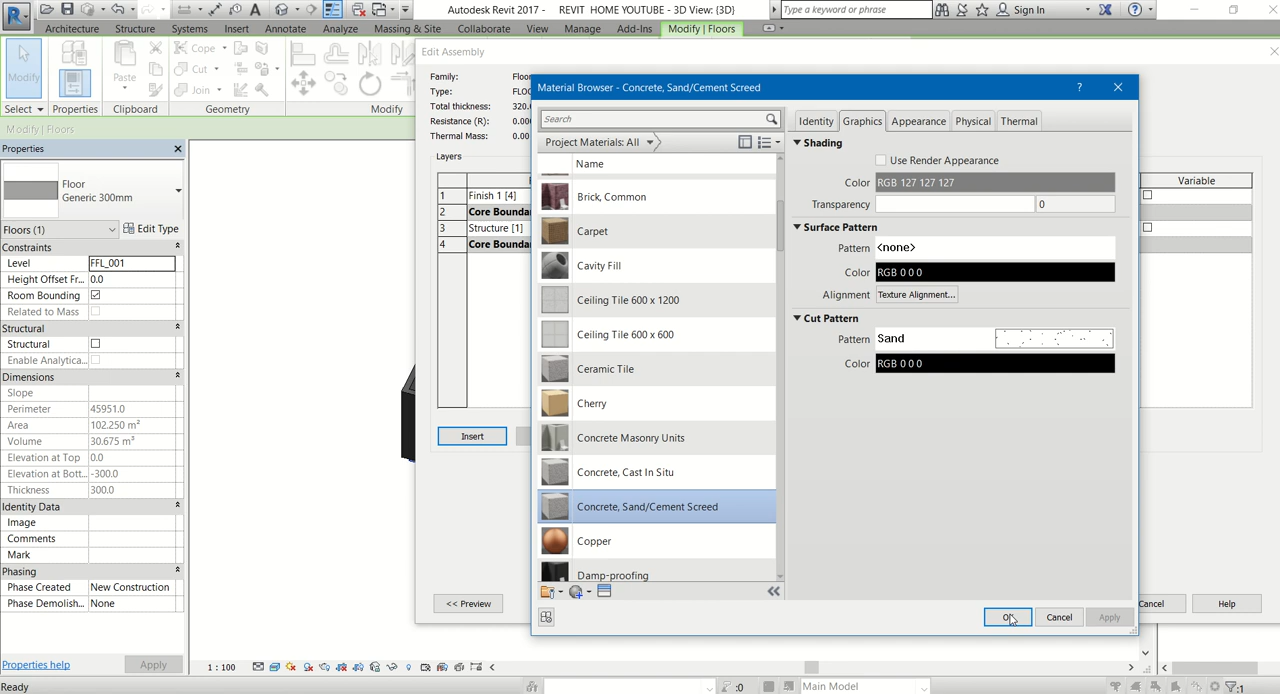 Autodesk Revit 2017 - REVIT HOME YOUTUBE - 3D View: {3D}
Type a keyword or phrase
Sign In
Architecture Structure Systems Insert Annotate Analyze Massing & Site Collaborate View Manage Add-Ins Modify | Floors
Modify
Paste
Cope
Cut
Join
Select Properties Clipboard Geometry Modify
Modify | Floors
Properties
Floor
Generic 300mm
Floors (1) Edit Type
Constraints
Level FFL_001
Height Offset Fr... 0.0
Room Bounding
Related to Mass
Structural
Structural
Enable Analytica...
Dimensions
Slope
Perimeter 45951.0
Area 102.250 m²
Volume 30.675 m³
Elevation at Top 0.0
Elevation at Bott... -300.0
Thickness 300.0
Identity Data
Image
Comments
Mark
Phasing
Phase Created New Construction
Phase Demolish... None
Properties help Apply
Edit Assembly
Family: Floor
Type: FLOO
Total thickness: 320.
Resistance (R): 0.00
Thermal Mass: 0.00
Layers
Variable
1 Finish 1 [4]
2 Core Bounda
3 Structure [1]
4 Core Bounda
Insert
<< Preview
Cancel Help
Material Browser - Concrete, Sand/Cement Screed
?
Search
Project Materials: All
Name
Brick, Common
Carpet
Cavity Fill
Ceiling Tile 600 x 1200
Ceiling Tile 600 x 600
Ceramic Tile
Cherry
Concrete Masonry Units
Concrete, Cast In Situ
Concrete, Sand/Cement Screed
Copper
Damp-proofing
Identity Graphics Appearance Physical Thermal
Shading
Use Render Appearance
Color RGB 127 127 127
Transparency 0
Surface Pattern
Pattern <none>
Color RGB 0 0 0
Alignment Texture Alignment...
Cut Pattern
Pattern Sand
Color RGB 0 0 0
OK Cancel Apply
1 : 100
Ready
:0
Main Model
:1